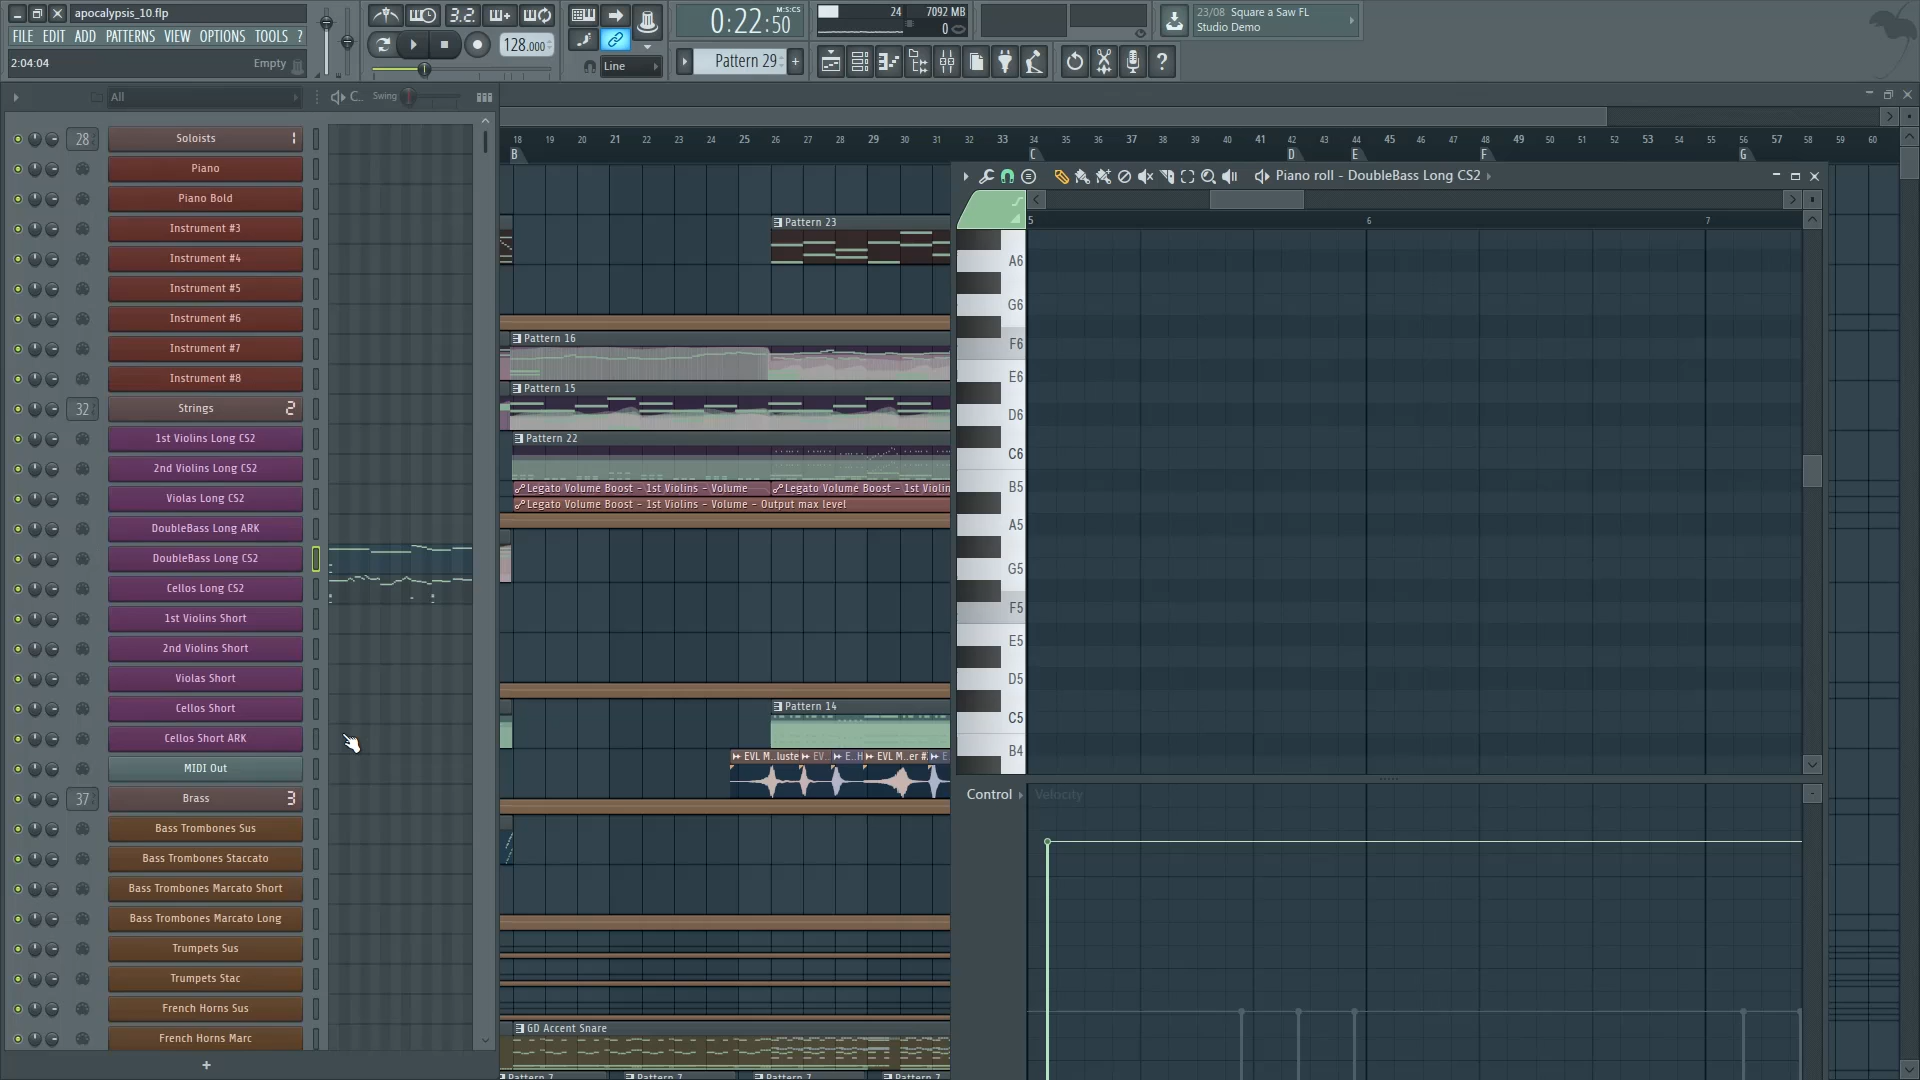 apocalypsis_10.flp
FILE EDIT ADD PATTERNS VIEW OPTIONS TOOLS ?
2:04:04 Empty
3.2.
128.000
Line
0:22:50
M:S:CS
Pattern 29
24 7092 MB
0
23/08 Square a Saw FL
Studio Demo
All
Swing
28 Soloists 1
Piano
Piano Bold
Instrument #3
Instrument #4
Instrument #5
Instrument #6
Instrument #7
Instrument #8
32 Strings 2
1st Violins Long CS2
2nd Violins Long CS2
Violas Long CS2
DoubleBass Long ARK
DoubleBass Long CS2
Cellos Long CS2
1st Violins Short
2nd Violins Short
Violas Short
Cellos Short
Cellos Short ARK
MIDI Out
37 Brass 3
Bass Trombones Sus
Bass Trombones Staccato
Bass Trombones Marcato Short
Bass Trombones Marcato Long
Trumpets Sus
Trumpets Stac
French Horns Sus
French Horns Marc
+
18 19 20 21 22 23 24 25 26 27 28 29 30 31 32 33 34 35 36 37 38 39 40 41 42 43 44 45 46 47 48 49 50 51 52 53 54 55 56 57 58 59 60
B C D E F G
Pattern 23
Pattern 16
Pattern 15
Pattern 22
Legato Volume Boost - 1st Violins - Volume
Legato Volume Boost - 1st Violin
Legato Volume Boost - 1st Violins - Volume - Output max level
Pattern 14
EVL M..luste EV.. E..H EVL M..er #. E.
GD Accent Snare
Pattern 7 Pattern 7 Pattern 7 Pattern 7
Piano roll - DoubleBass Long CS2
5 6 7
A6
G6
F6
E6
D6
C6
B5
A5
G5
F5
E5
D5
C5
B4
Control Velocity